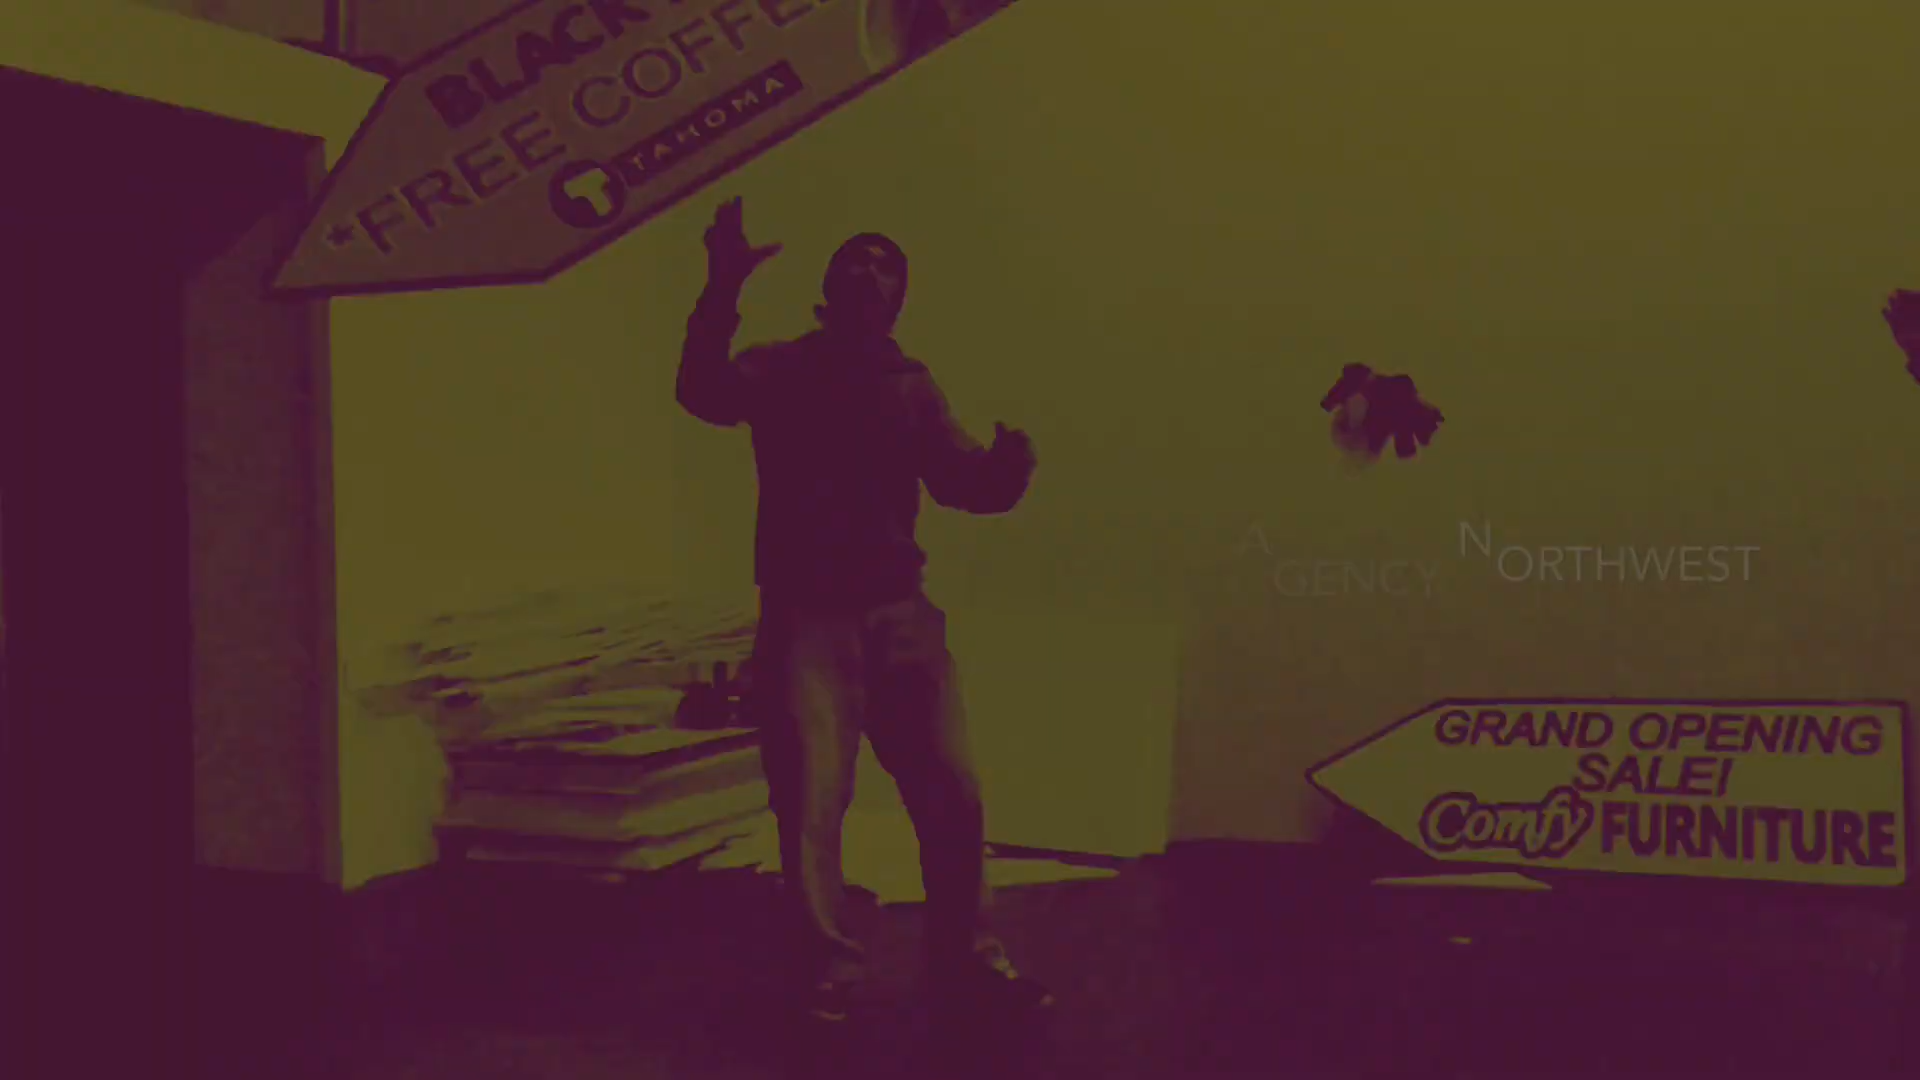 BLACK
*FREE COFFEE
TAHOMA
AGENCY NORTHWEST
GRAND OPENING
SALE!
Comfy FURNITURE